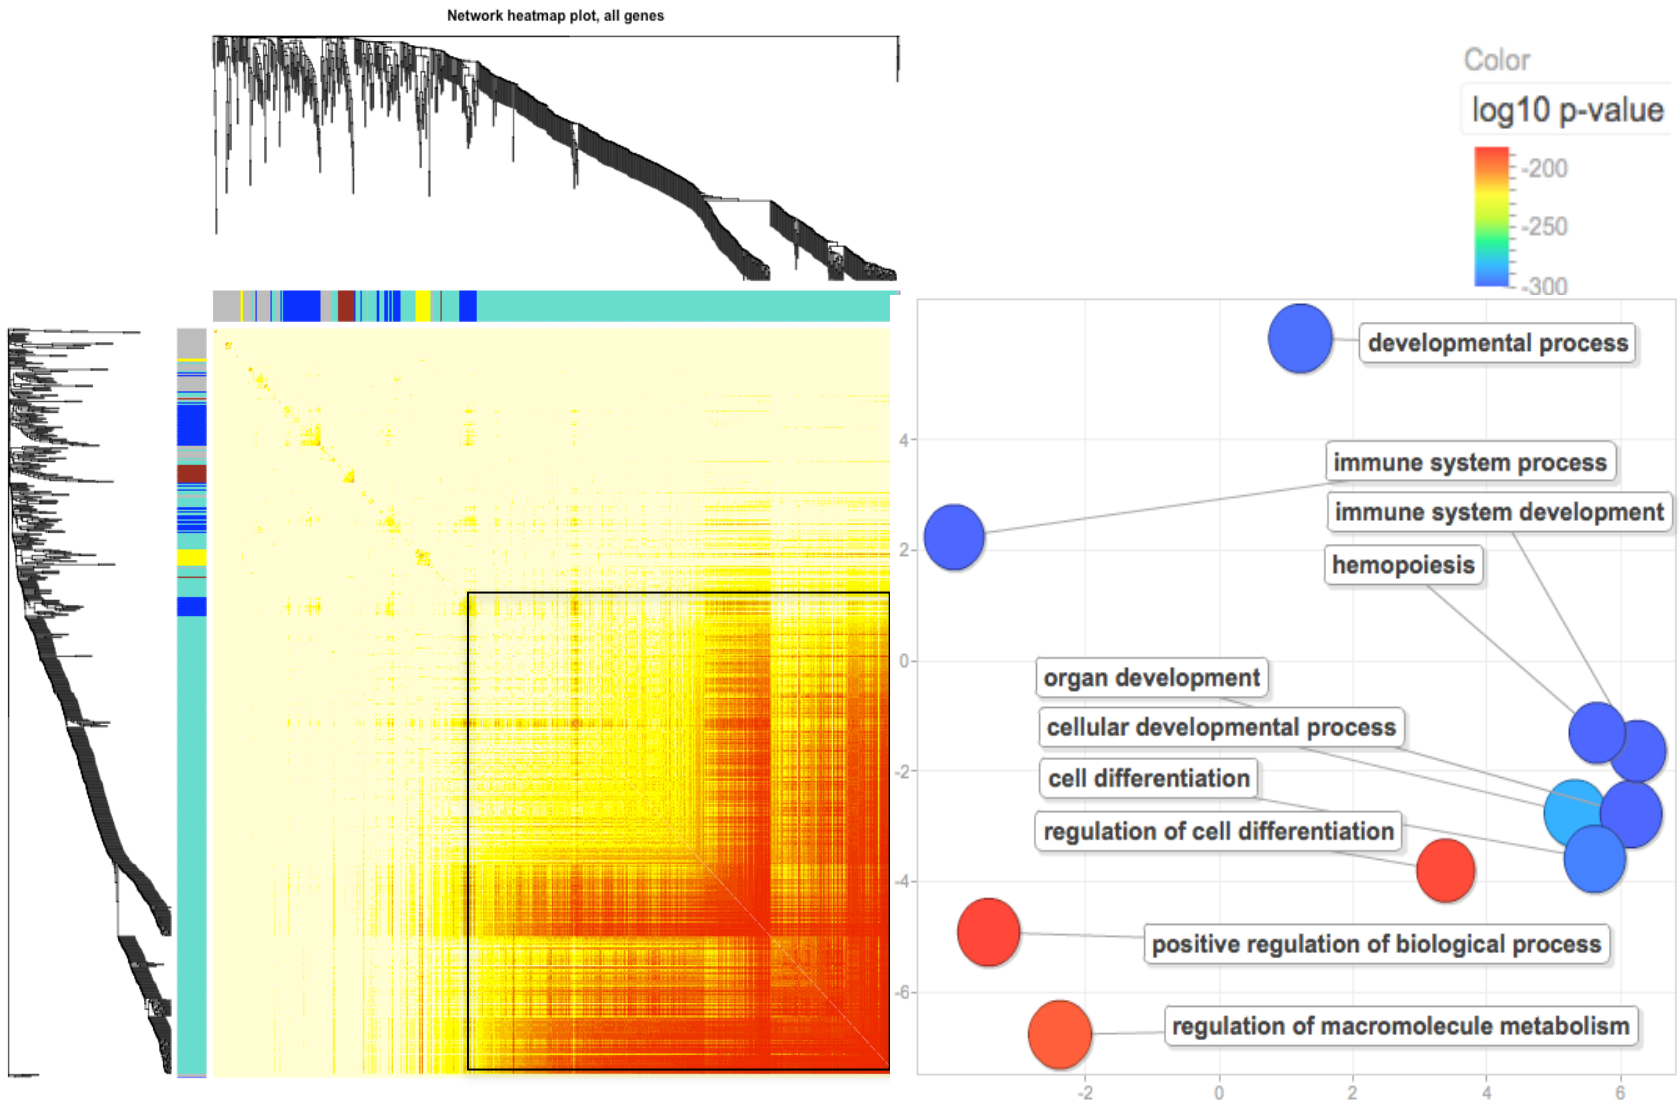 Network heatmap plot, all genes
Color
log10 p-value
-200
-250
-300
developmental process
4
immune system process
immune system development
2
hemopoiesis
0
organ development
cellular developmental process
-2
cell differentiation
regulation of cell differentiation
-4
positive regulation of biological process
-6
regulation of macromolecule metabolism
-2 0 2 4 6